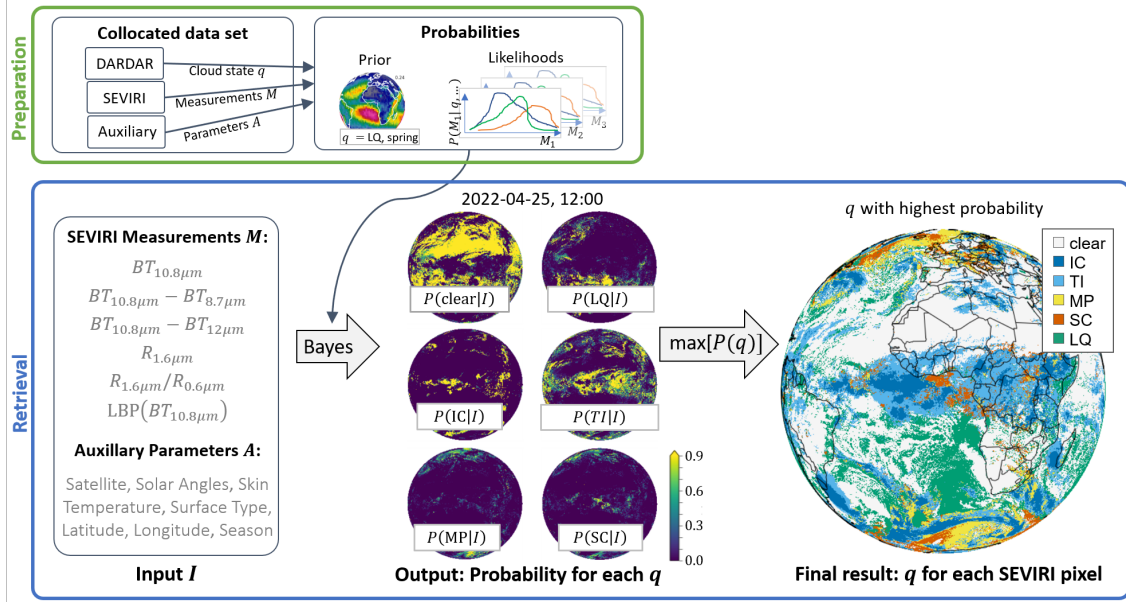 Preparation
Collocated data set
DARDAR
SEVIRI
Auxiliary
Cloud state q
Measurements M
Parameters A
Probabilities
Prior
q = LQ, spring
Likelihoods
P(M₁| q, ...)
M₁
M₂
M₃
Retrieval
SEVIRI Measurements M:
BT₁₀.₈μm
BT₁₀.₈μm − BT₈.₇μm
BT₁₀.₈μm − BT₁₂μm
R₁.₆μm
R₁.₆μm/R₀.₆μm
LBP(BT₁₀.₈μm)
Auxillary Parameters A:
Satellite, Solar Angles, Skin
Temperature, Surface Type,
Latitude, Longitude, Season
Input I
Bayes
2022-04-25, 12:00
P(clear|I)
P(LQ|I)
P(IC|I)
P(TI|I)
P(MP|I)
P(SC|I)
0.9
0.6
0.3
0.0
Output: Probability for each q
max[P(q)]
q with highest probability
clear
IC
TI
MP
SC
LQ
Final result: q for each SEVIRI pixel